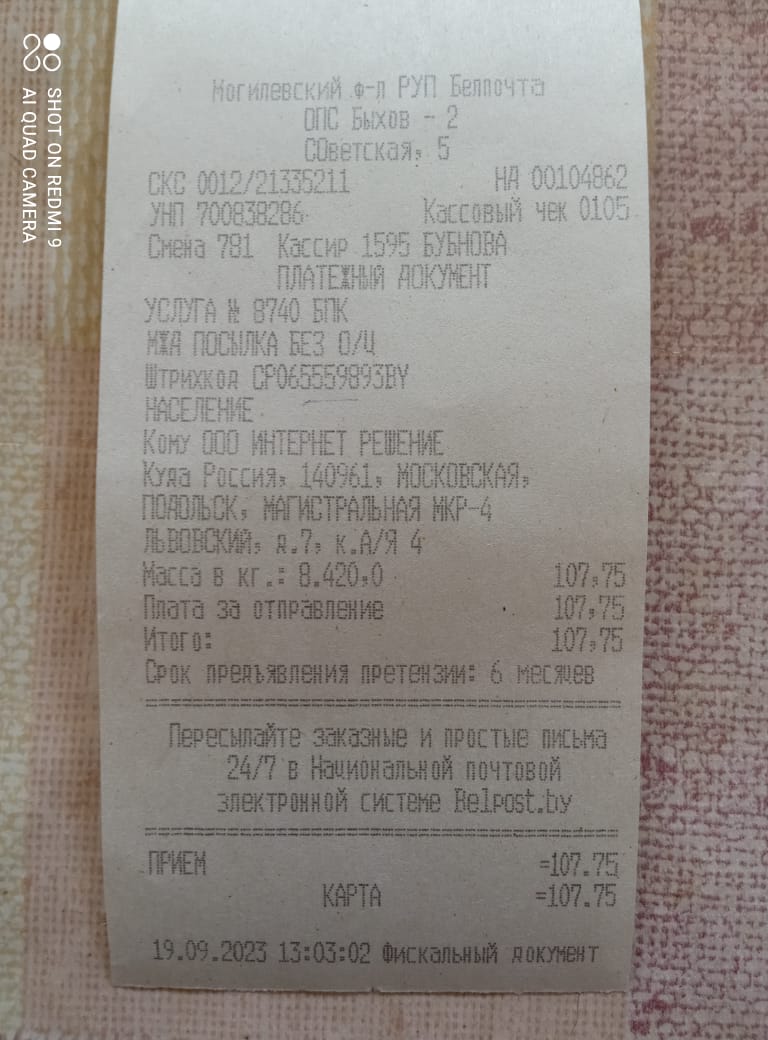 Могилевский ф-л РУП Белпочта
ОПС Быхов - 2
СОветская, 5
СКС 0012/21335211 НД 00104862
УНП 700838286 Кассовый чек 0105
Смена 781 Кассир 1595 БУБНОВА
ПЛАТЕЖНЫЙ ДОКУМЕНТ
УСЛУГА № 8740 БПК
МЖД ПОСЫЛКА БЕЗ О/Ц
Штрихкод CP065559893BY
НАСЕЛЕНИЕ
Кому ООО ИНТЕРНЕТ РЕШЕНИЕ
Куда Россия, 140961, МОСКОВСКАЯ,
ПОДОЛЬСК, МАГИСТРАЛЬНАЯ МКР-4
ЛЬВОВСКИЙ, д.7, к.А/Я 4
Масса в кг.: 8.420,0 107,75
Плата за отправление 107,75
Итого: 107,75
Срок предъявления претензии: 6 месяцев
Пересылайте заказные и простые письма
24/7 в Национальной почтовой
электронной системе Belpost.by
ПРИЕМ =107.75
КАРТА =107.75
19.09.2023 13:03:02 Фискальный документ
SHOT ON REDMI 9
AI QUAD CAMERA